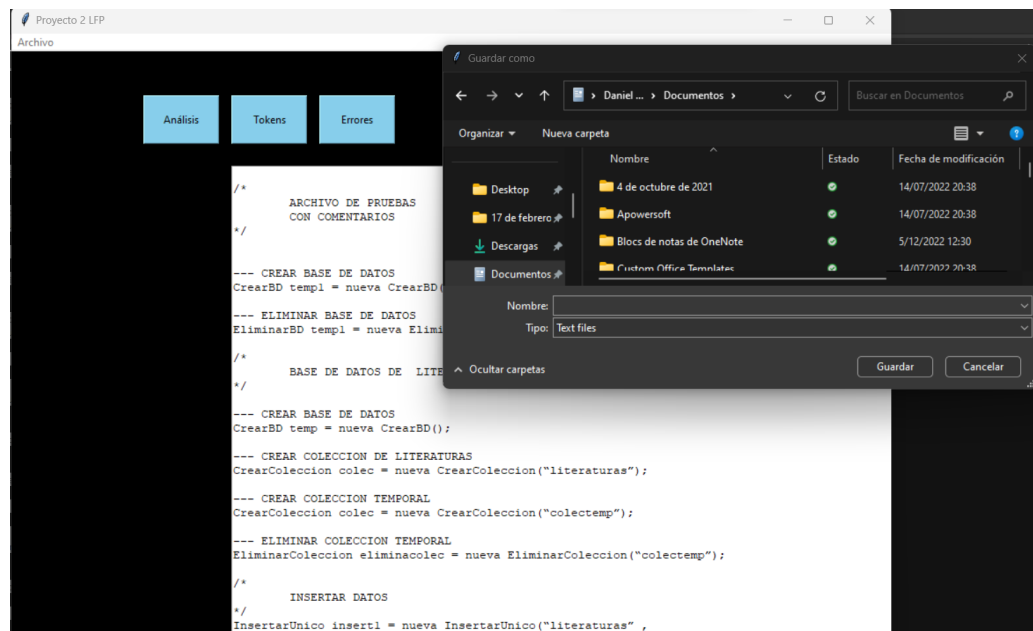 Proyecto 2 LFP
Archivo
Análisis
Tokens
Errores
/*
ARCHIVO DE PRUEBAS
CON COMENTARIOS
*/
--- CREAR BASE DE DATOS
CrearBD temp1 = nueva CrearBD(
--- ELIMINAR BASE DE DATOS
EliminarBD temp1 = nueva Elimi
/*
BASE DE DATOS DE LITE
*/
--- CREAR BASE DE DATOS
CrearBD temp = nueva CrearBD();
--- CREAR COLECCION DE LITERATURAS
CrearColeccion colec = nueva CrearColeccion(“literaturas”);
--- CREAR COLECCION TEMPORAL
CrearColeccion colec = nueva CrearColeccion(“colectemp”);
--- ELIMINAR COLECCION TEMPORAL
EliminarColeccion eliminacolec = nueva EliminarColeccion(“colectemp”);
/*
INSERTAR DATOS
*/
InsertarUnico insert1 = nueva InsertarUnico(“literaturas” ,
Guardar como
Daniel ... › Documentos ›
Buscar en Documentos
Organizar
Nueva carpeta
Nombre Estado Fecha de modificación
Desktop
17 de febrero
Descargas
Documentos
4 de octubre de 2021 14/07/2022 20:38
Apowersoft 14/07/2022 20:38
Blocs de notas de OneNote 5/12/2022 12:30
Custom Office Templates 14/07/2022 20:38
Nombre:
Tipo: Text files
Ocultar carpetas
Guardar
Cancelar